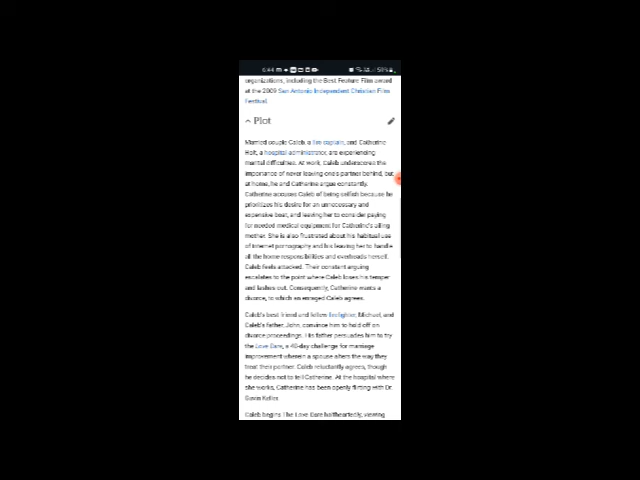 organizations, including the Best Feature Film award
at the 2009 San Antonio Independent Christian Film
Festival.
Plot
Married couple Caleb, a fire captain, and Catherine
Holt, a hospital administrator, are experiencing
marital difficulties. At work, Caleb underscores the
importance of never leaving one's partner behind, but
at home, he and Catherine argue constantly.
Catherine accuses Caleb of being selfish because he
prioritizes his desire for an unnecessary and
expensive boat, and leaving her to consider paying
for needed medical equipment for Catherine's ailing
mother. She is also frustrated about his habitual use
of internet pornography and his leaving her to handle
all the home responsibilities and overheads herself.
Caleb feels attacked. Their constant arguing
escalates to the point where Caleb loses his temper
and lashes out. Consequently, Catherine wants a
divorce, to which an enraged Caleb agrees.
Caleb's best friend and fellow firefighter, Michael, and
Caleb's father, John, convince him to hold off on
divorce proceedings. His father persuades him to try
the Love Dare, a 40-day challenge for marriage
improvement wherein a spouse alters the way they
treat their partner. Caleb reluctantly agrees, though
he decides not to tell Catherine. At the hospital where
she works, Catherine has been openly flirting with Dr.
Gavin Keller.
Caleb begins The Love Dare halfheartedly, viewing